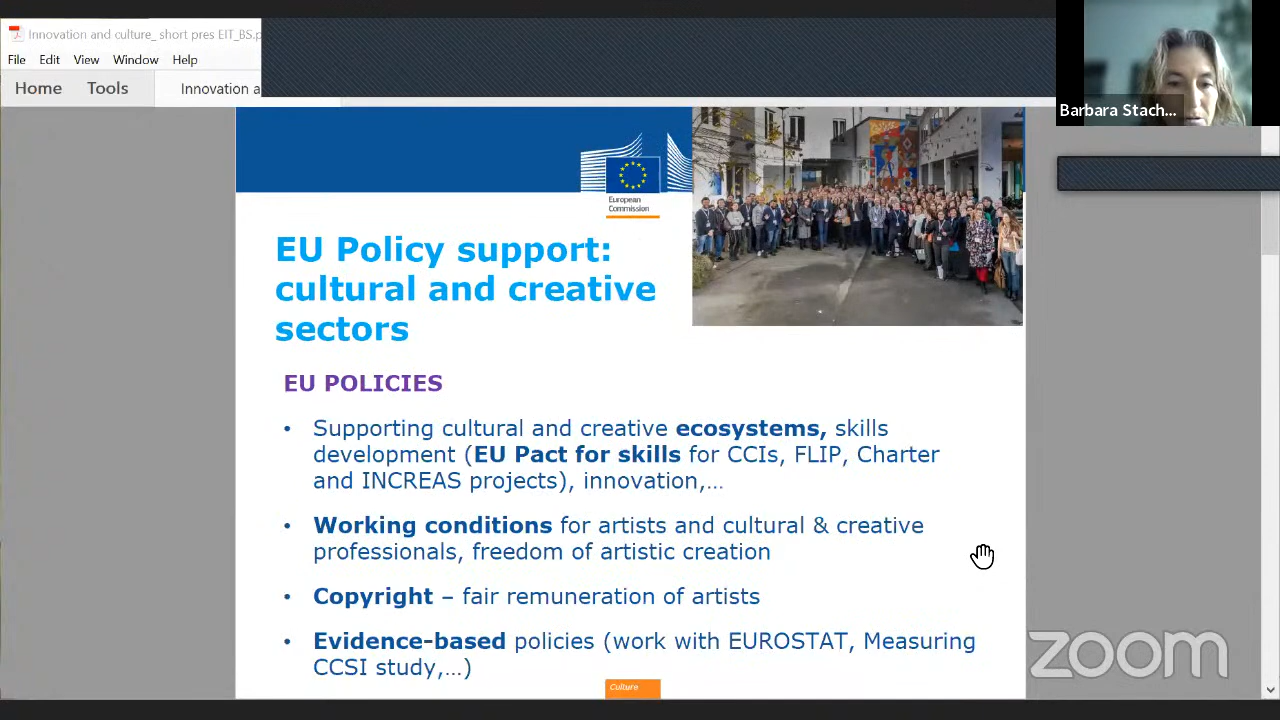 Innovation and culture_ short pres EIT_BS.p
File Edit View Window Help
Home Tools Innovation a
Barbara Stach...
European
Commission
EU Policy support:
cultural and creative
sectors
EU POLICIES
• Supporting cultural and creative ecosystems, skills
development (EU Pact for skills for CCIs, FLIP, Charter
and INCREAS projects), innovation,…
• Working conditions for artists and cultural & creative
professionals, freedom of artistic creation
• Copyright – fair remuneration of artists
• Evidence-based policies (work with EUROSTAT, Measuring
CCSI study,…)
Culture
zoom